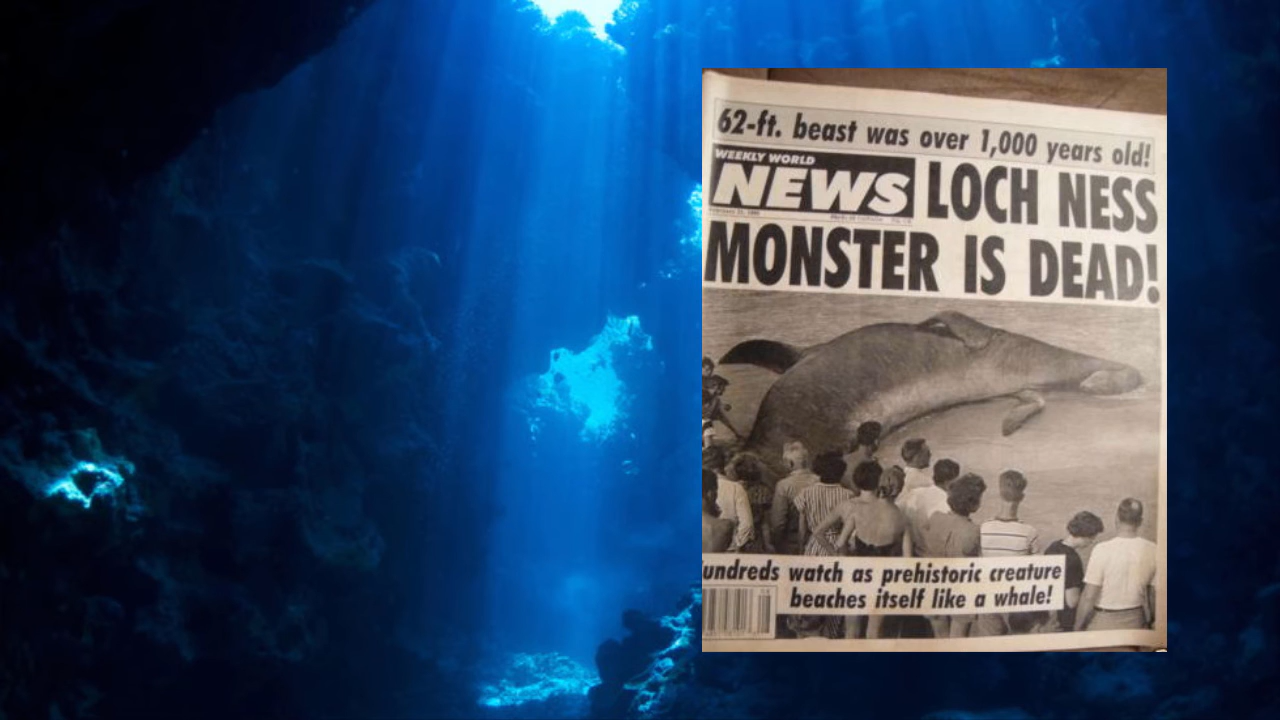 62-ft. beast was over 1,000 years old!
WEEKLY WORLD
NEWS
LOCH NESS
MONSTER IS DEAD!
undreds watch as prehistoric creature
beaches itself like a whale!